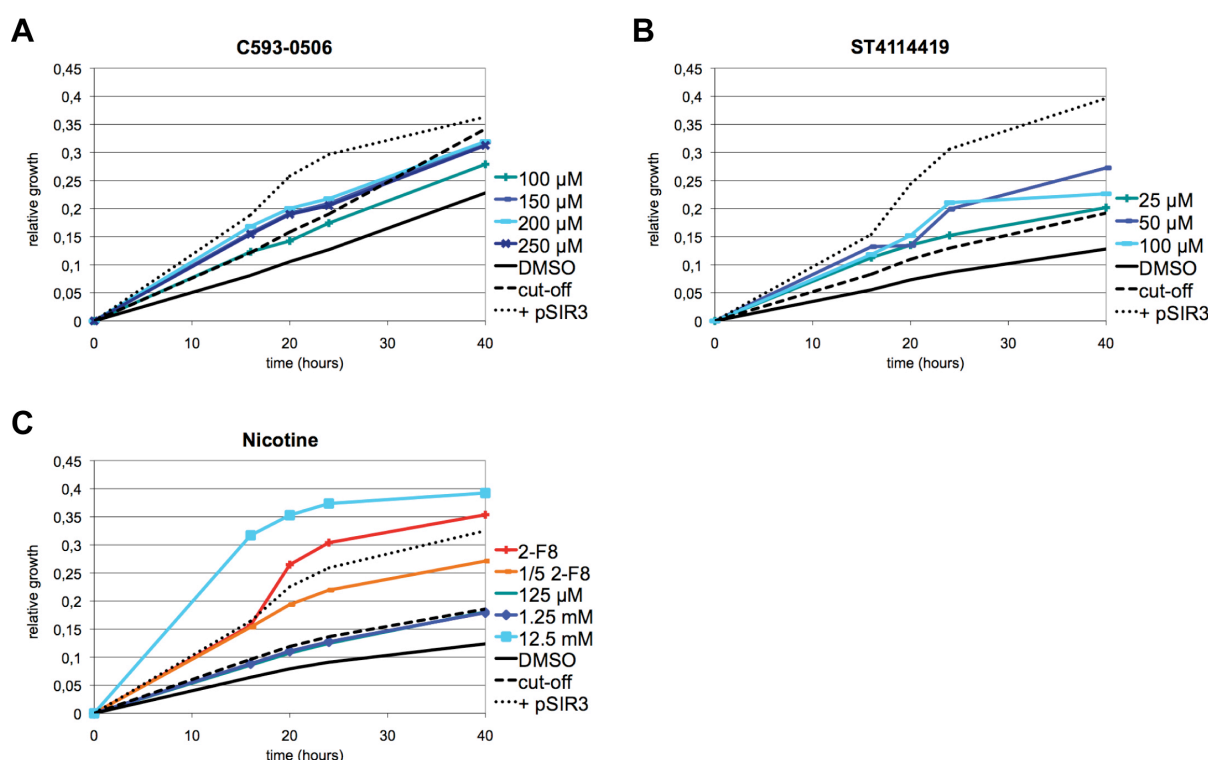 A
C593-0506
0,45
0,4
0,35
0,3
0,25
0,2
0,15
0,1
0,05
0
relative growth
0 10 20 30 40
time (hours)
100 µM
150 µM
200 µM
250 µM
DMSO
cut-off
+ pSIR3
B
ST4114419
0,45
0,4
0,35
0,3
0,25
0,2
0,15
0,1
0,05
0
relative growth
0 10 20 30 40
time (hours)
25 µM
50 µM
100 µM
DMSO
cut-off
+ pSIR3
C
Nicotine
0,45
0,4
0,35
0,3
0,25
0,2
0,15
0,1
0,05
0
relative growth
0 10 20 30 40
time (hours)
2-F8
1/5 2-F8
125 µM
1.25 mM
12.5 mM
DMSO
cut-off
+ pSIR3